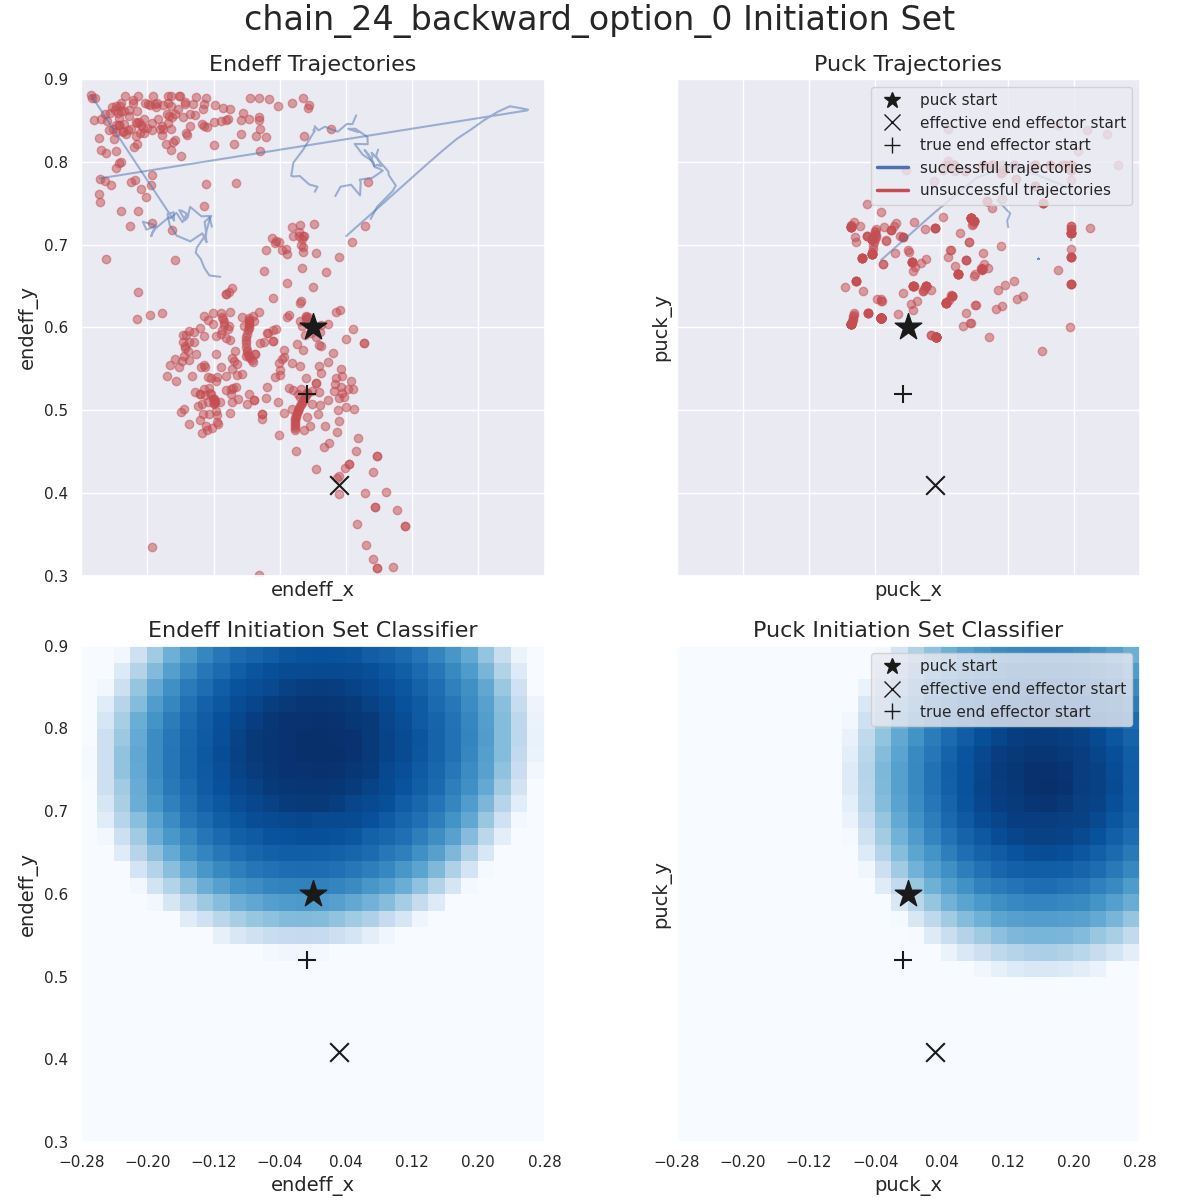 chain_24_backward_option_0 Initiation Set
Endeff Trajectories
0.9
0.8
0.7
0.6
0.5
0.4
0.3
endeff_y
endeff_x
Puck Trajectories
puck start
effective end effector start
true end effector start
successful trajectories
unsuccessful trajectories
puck_y
puck_x
Endeff Initiation Set Classifier
0.9
0.8
0.7
0.6
0.5
0.4
0.3
endeff_y
−0.28 −0.20 −0.12 −0.04 0.04 0.12 0.20 0.28
endeff_x
Puck Initiation Set Classifier
puck start
effective end effector start
true end effector start
puck_y
−0.28 −0.20 −0.12 −0.04 0.04 0.12 0.20 0.28
puck_x